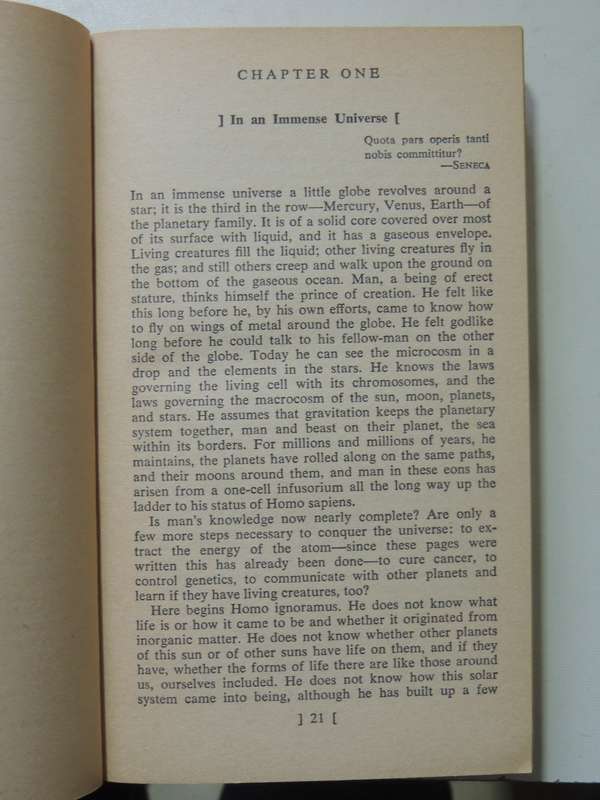 CHAPTER ONE
] In an Immense Universe [
Quota pars operis tanti
nobis committitur?
—SENECA
In an immense universe a little globe revolves around a
star; it is the third in the row—Mercury, Venus, Earth—of
the planetary family. It is of a solid core covered over most
of its surface with liquid, and it has a gaseous envelope.
Living creatures fill the liquid; other living creatures fly in
the gas; and still others creep and walk upon the ground on
the bottom of the gaseous ocean. Man, a being of erect
stature, thinks himself the prince of creation. He felt like
this long before he, by his own efforts, came to know how
to fly on wings of metal around the globe. He felt godlike
long before he could talk to his fellow-man on the other
side of the globe. Today he can see the microcosm in a
drop and the elements in the stars. He knows the laws
governing the living cell with its chromosomes, and the
laws governing the macrocosm of the sun, moon, planets,
and stars. He assumes that gravitation keeps the planetary
system together, man and beast on their planet, the sea
within its borders. For millions and millions of years, he
maintains, the planets have rolled along on the same paths,
and their moons around them, and man in these eons has
arisen from a one-cell infusorium all the long way up the
ladder to his status of Homo sapiens.
Is man's knowledge now nearly complete? Are only a
few more steps necessary to conquer the universe: to ex-
tract the energy of the atom—since these pages were
written this has already been done—to cure cancer, to
control genetics, to communicate with other planets and
learn if they have living creatures, too?
Here begins Homo ignoramus. He does not know what
life is or how it came to be and whether it originated from
inorganic matter. He does not know whether other planets
of this sun or of other suns have life on them, and if they
have, whether the forms of life there are like those around
us, ourselves included. He does not know how this solar
system came into being, although he has built up a few
] 21 [